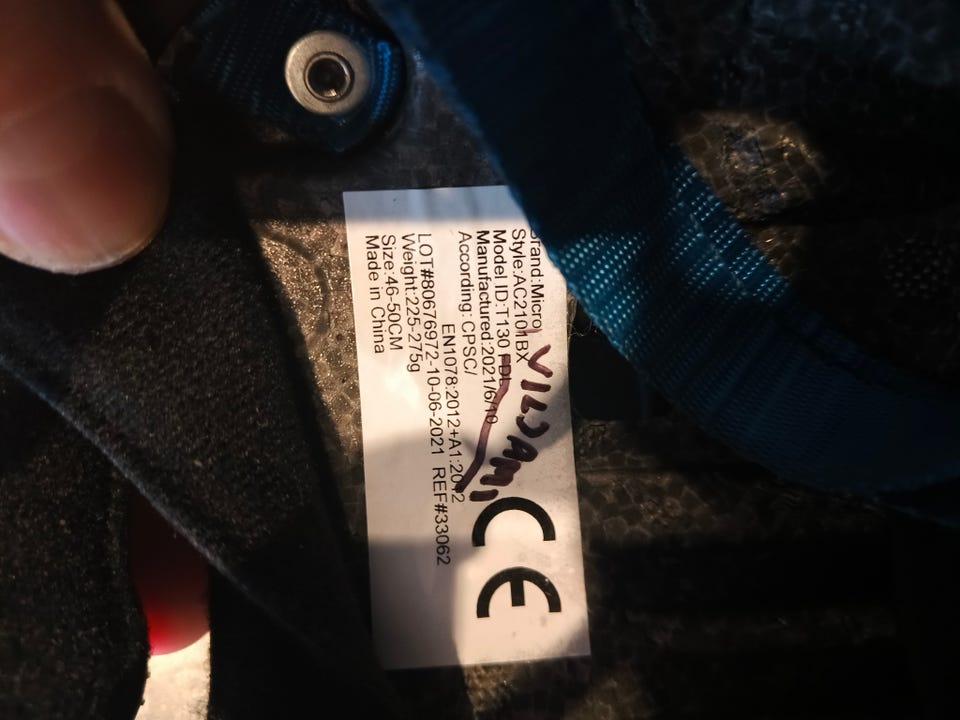 Brand:Micro
Style:AC2101BX
Model ID:T130 FDL
Manufactured:2021/6/10
According: CPSC/
EN1078:2012+A1:2012
LOT#80676972-10-06-2021 REF#33062
Weight:225-275g
Size:46-50CM
Made in China
CE